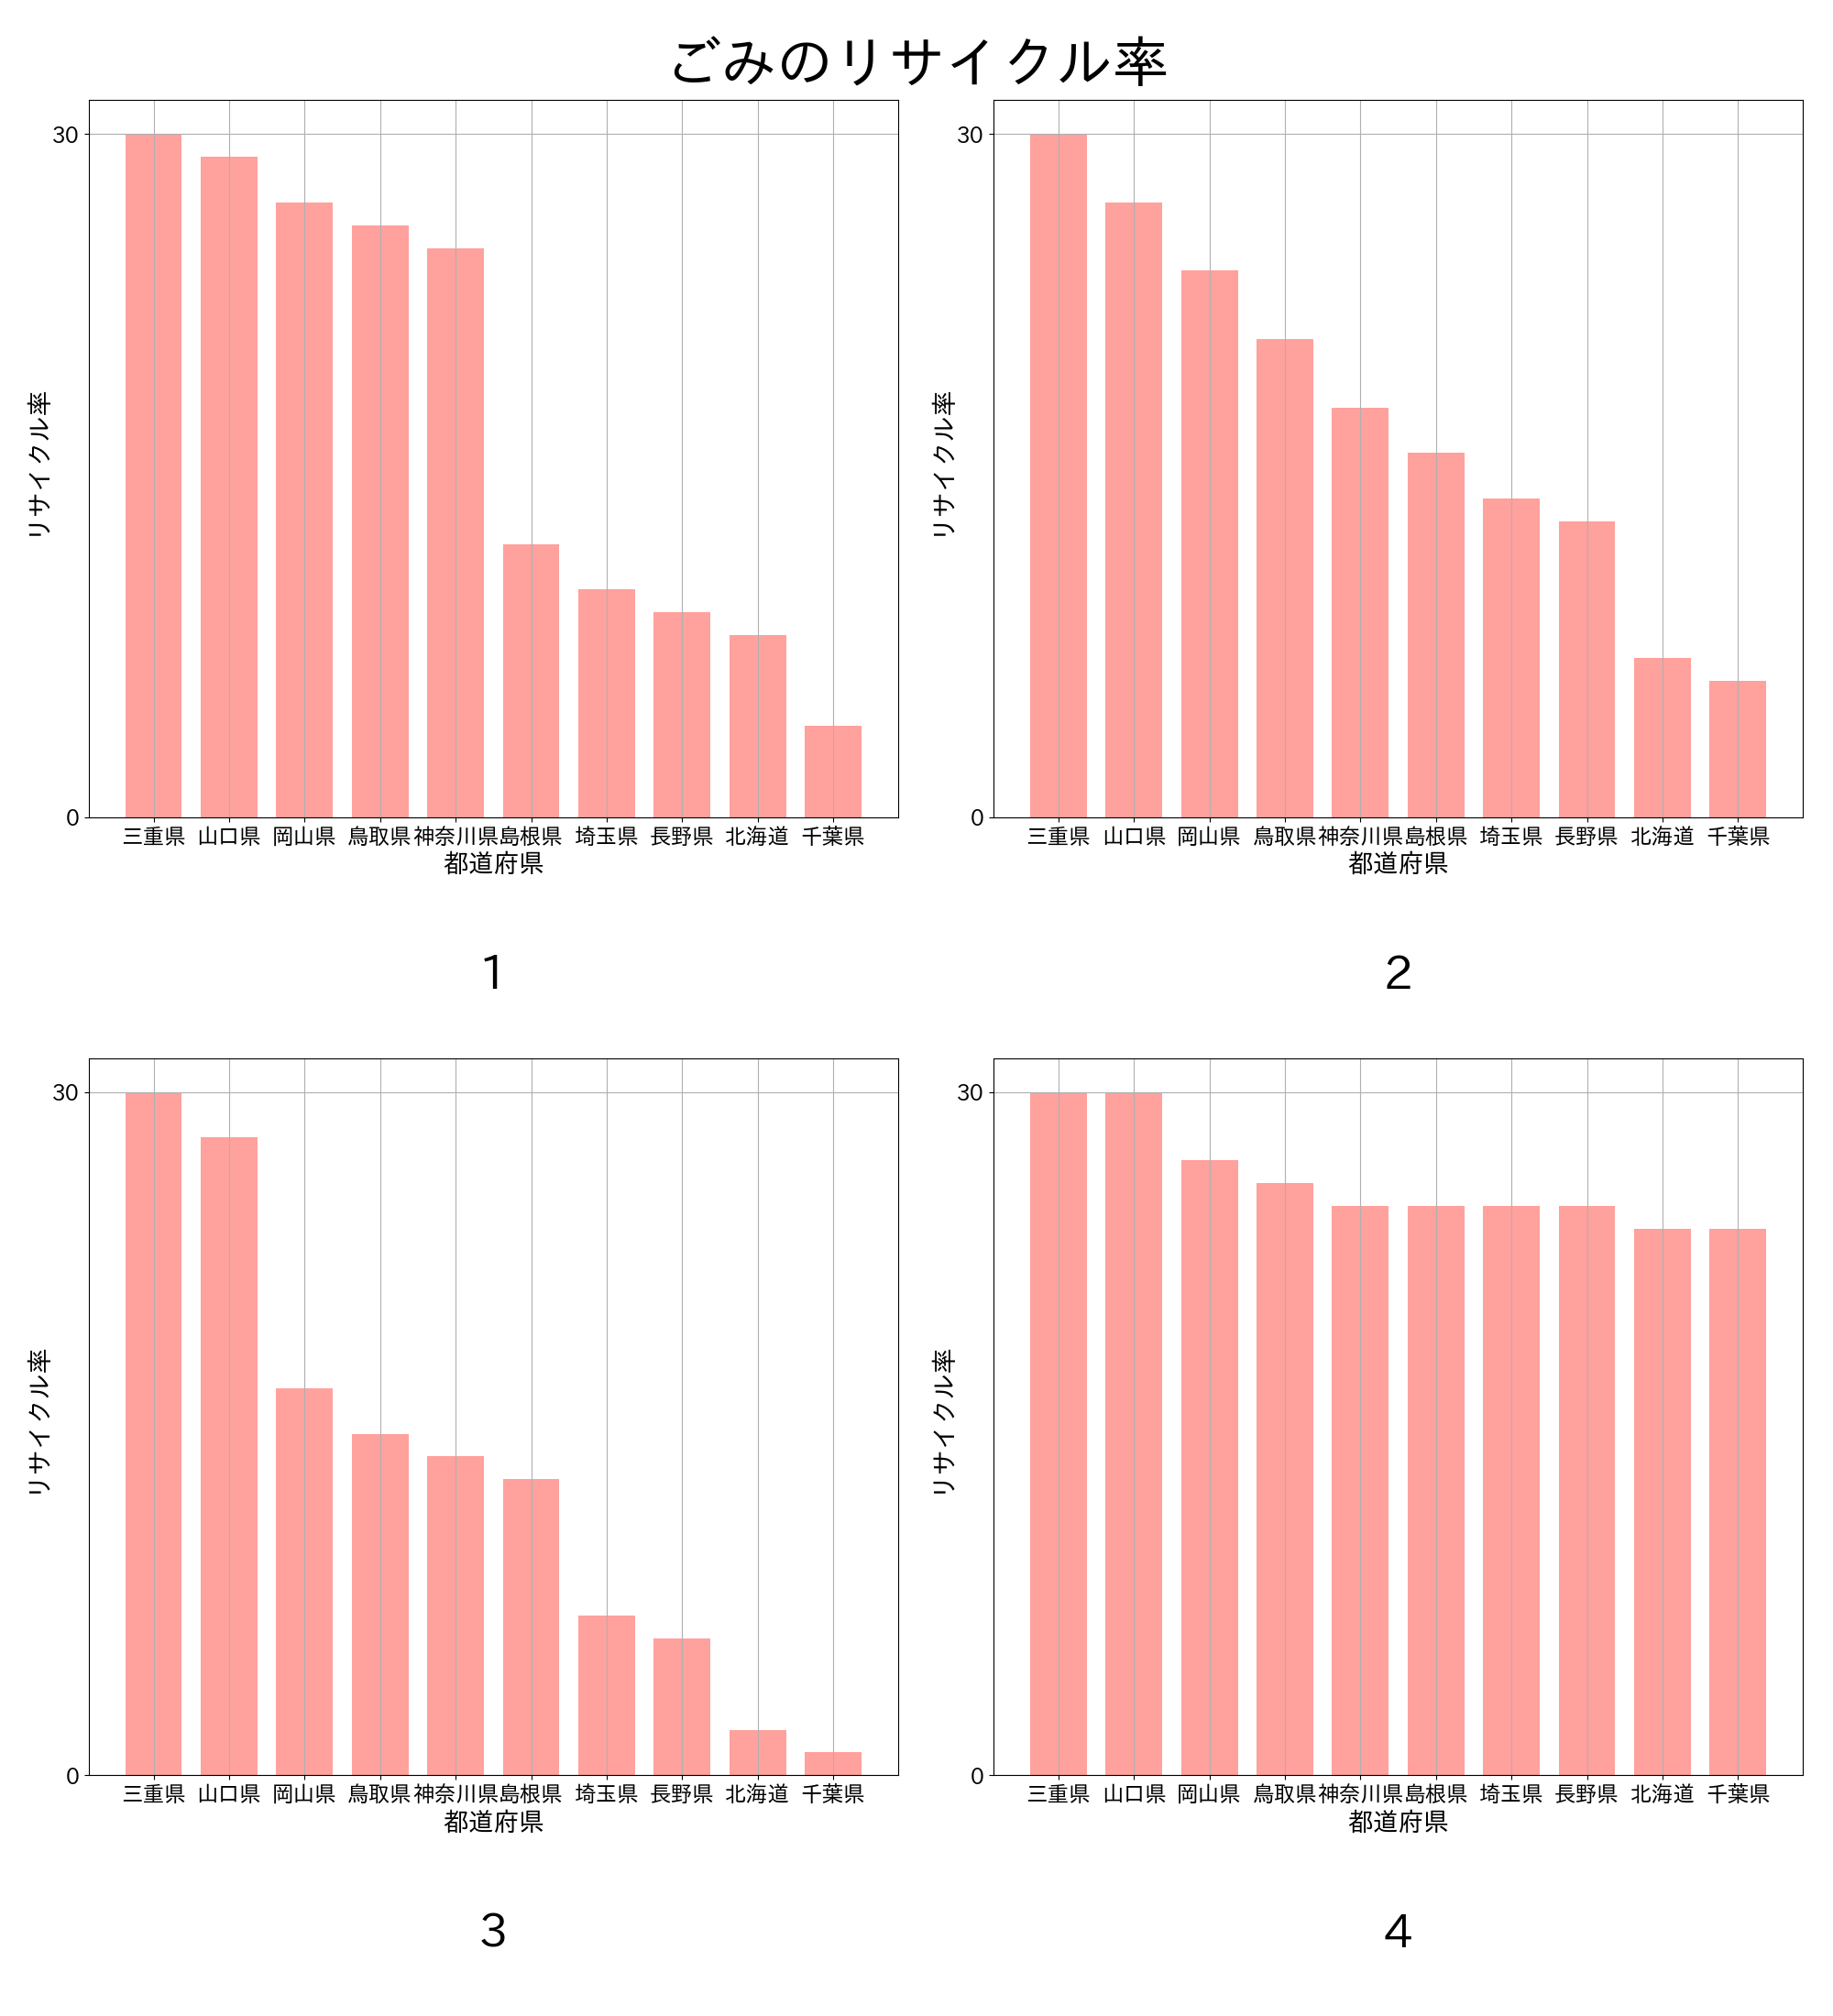 ごみのリサイクル率
30
0
リサイクル率
三重県 山口県 岡山県 鳥取県 神奈川県 島根県 埼玉県 長野県 北海道 千葉県
都道府県
1
30
0
リサイクル率
三重県 山口県 岡山県 鳥取県 神奈川県 島根県 埼玉県 長野県 北海道 千葉県
都道府県
2
30
0
リサイクル率
三重県 山口県 岡山県 鳥取県 神奈川県 島根県 埼玉県 長野県 北海道 千葉県
都道府県
3
30
0
リサイクル率
三重県 山口県 岡山県 鳥取県 神奈川県 島根県 埼玉県 長野県 北海道 千葉県
都道府県
4